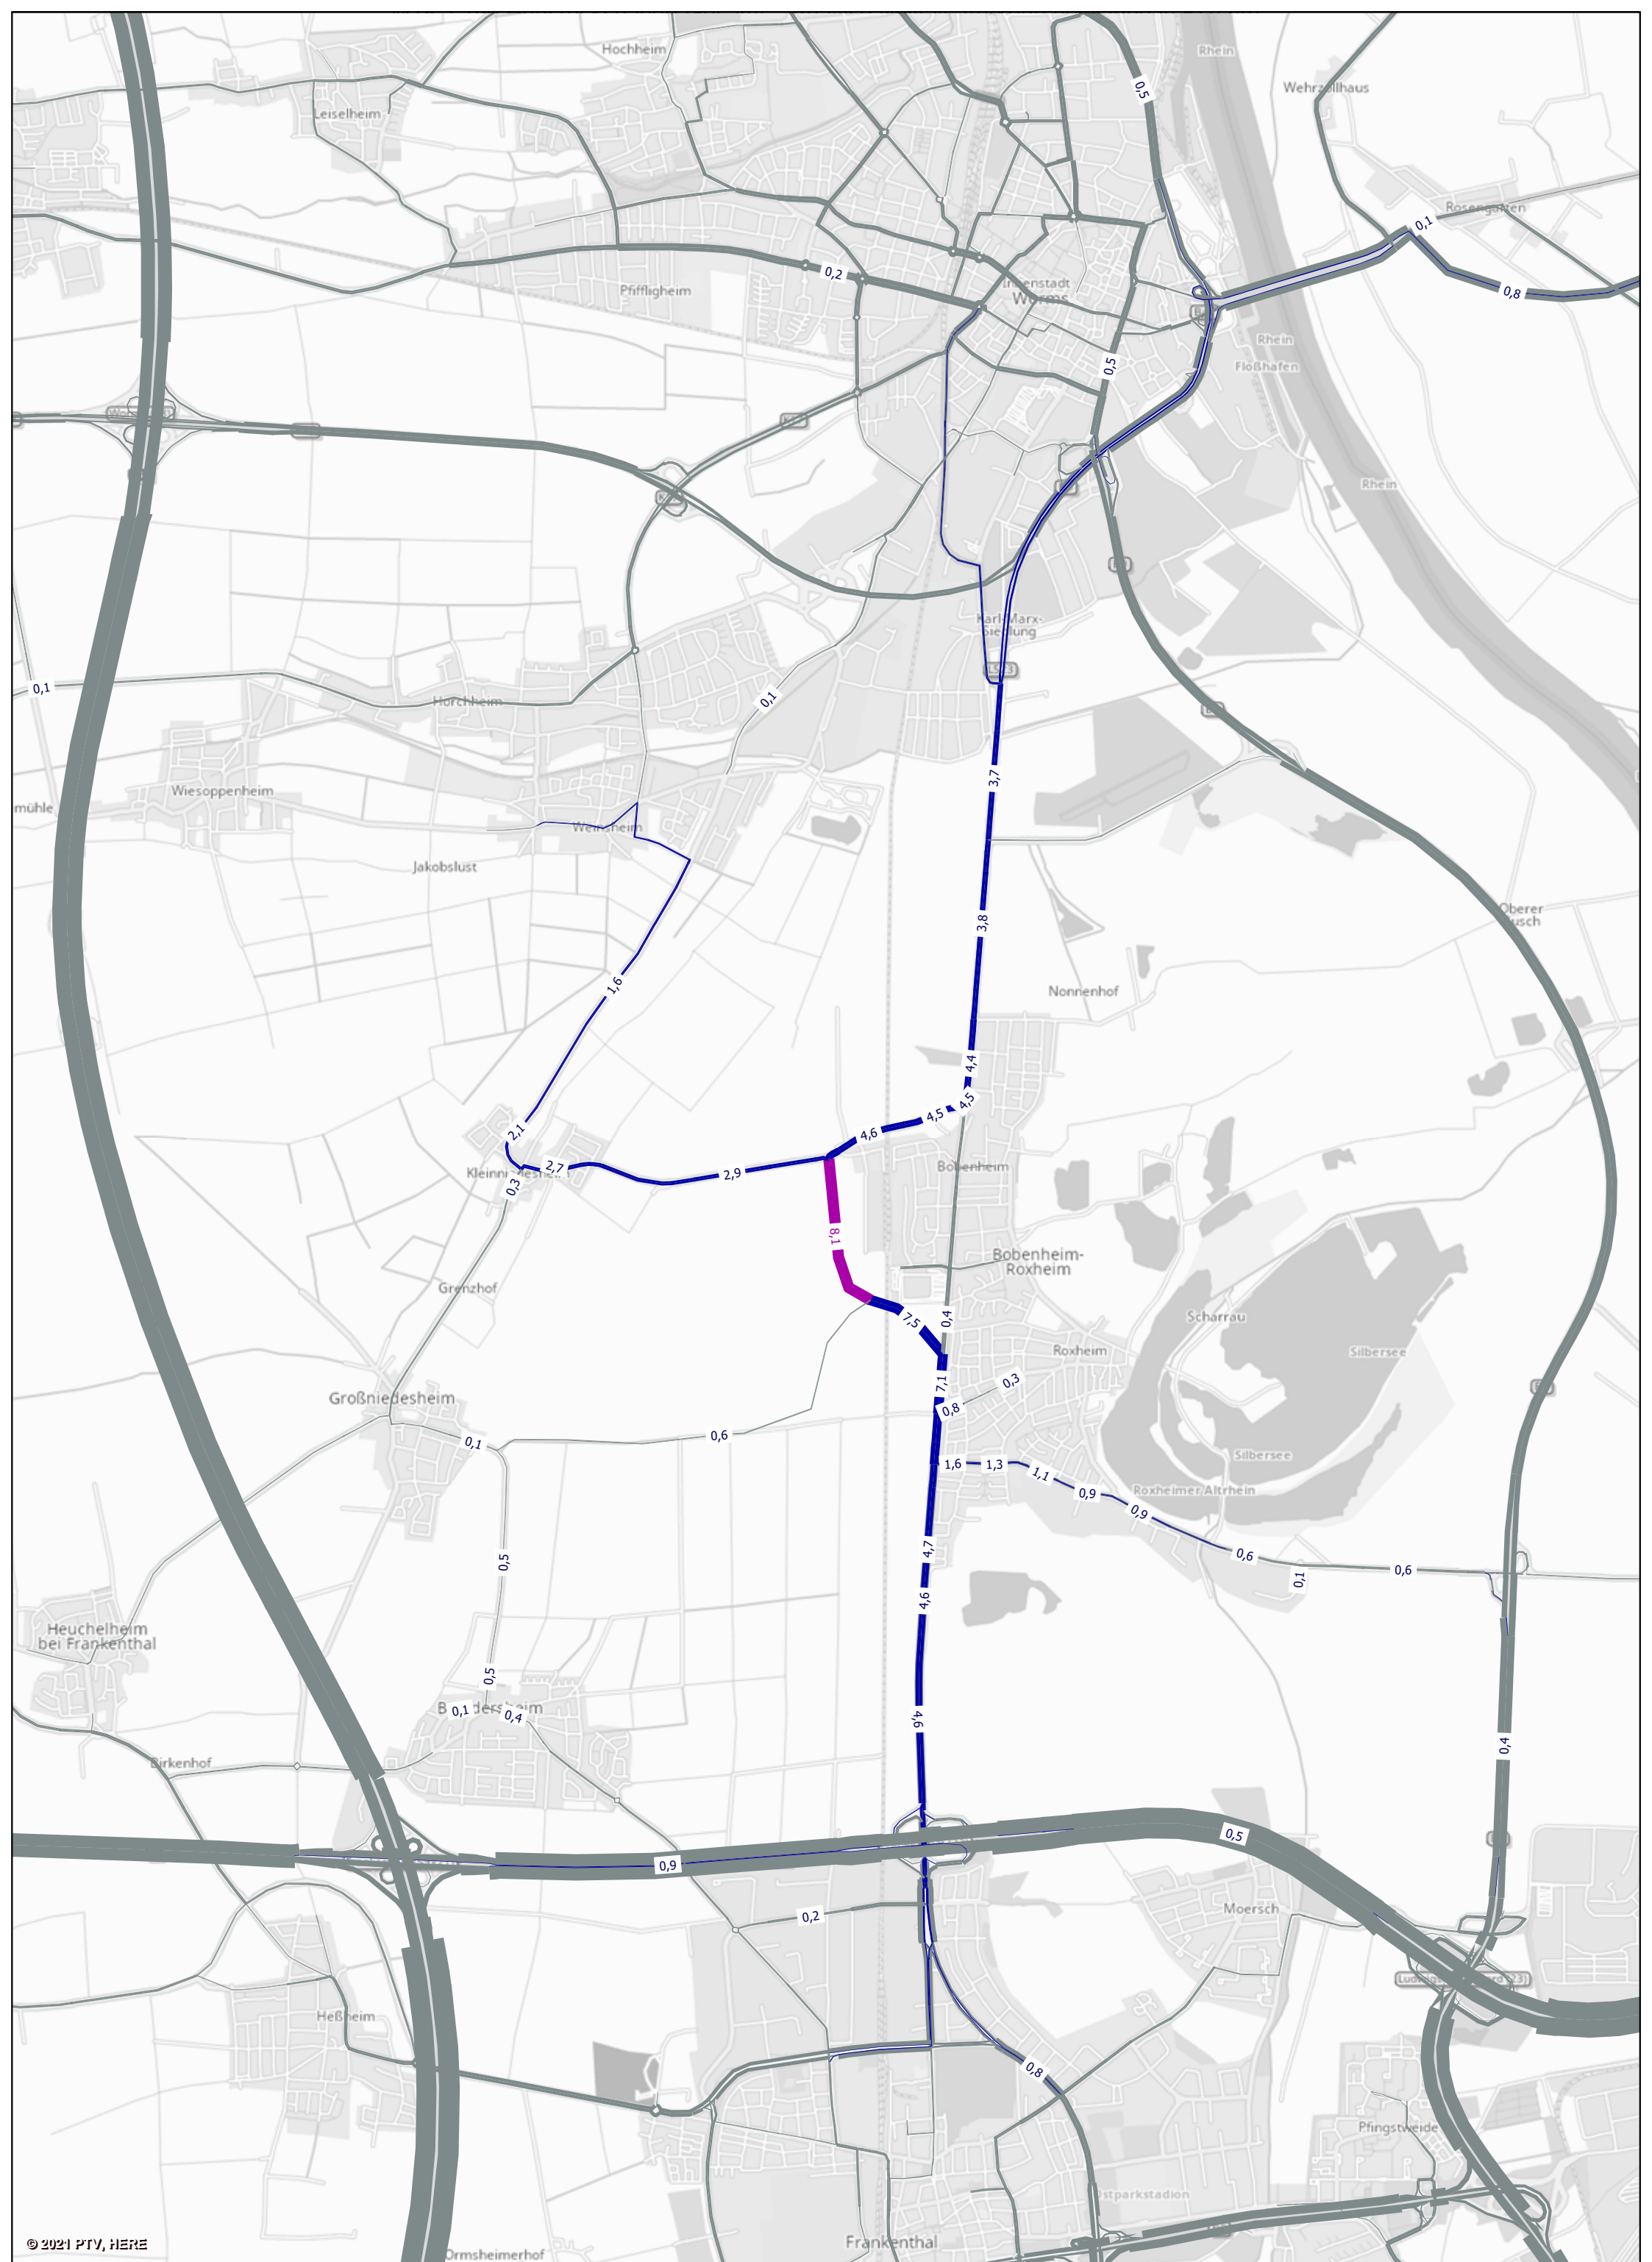 Rhein
Hochheim
0,5
Wehrzollhaus
Leiselheim
Rosengarten
0,1
0,2
Innenstadt
Worms
Pfiffligheim
0,8
Rhein
Floßhafen
0,5
Rhein
Karl-Marx-
Siedlung
0,1
0,1
Horchheim
3,7
Wiesoppenheim
emühle
Weinsheim
Jakobslust
3,8
Oberer
Busch
1,6
Nonnenhof
4,4
4,5
4,5
4,6
2,1
2,7
2,9
Bobenheim
0,3
8,1
Bobenheim-
Roxheim
Grenzhof
7,5
0,4
Scharrau
Roxheim
Silbersee
7,1
0,3
Großniedesheim
0,8
0,6
0,1
Silbersee
1,6
1,3
1,1
Roxheimer Altrhein
0,9
0,9
4,7
0,6
0,5
0,6
0,1
4,6
Heuchelheim
bei Frankenthal
0,5
0,1
0,4
4,6
0,4
Birkenhof
0,5
0,9
Moersch
0,2
Heßheim
0,8
Pfingstweide
Ostparkstadion
Frankenthal
© 2021 PTV, HERE
Ormsheimerhof